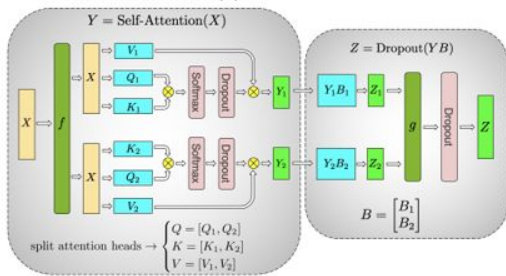 Y = Self-Attention(X)
X
f
X
V₁
Q₁
K₁
Softmax
Dropout
Y₁
X
K₂
Q₂
V₂
Softmax
Dropout
Y₂
split attention heads → { Q = [Q₁, Q₂]
K = [K₁, K₂]
V = [V₁, V₂]
Z = Dropout(YB)
Y₁B₁
Z₁
Y₂B₂
Z₂
g
Dropout
Z
B = [B₁
B₂]